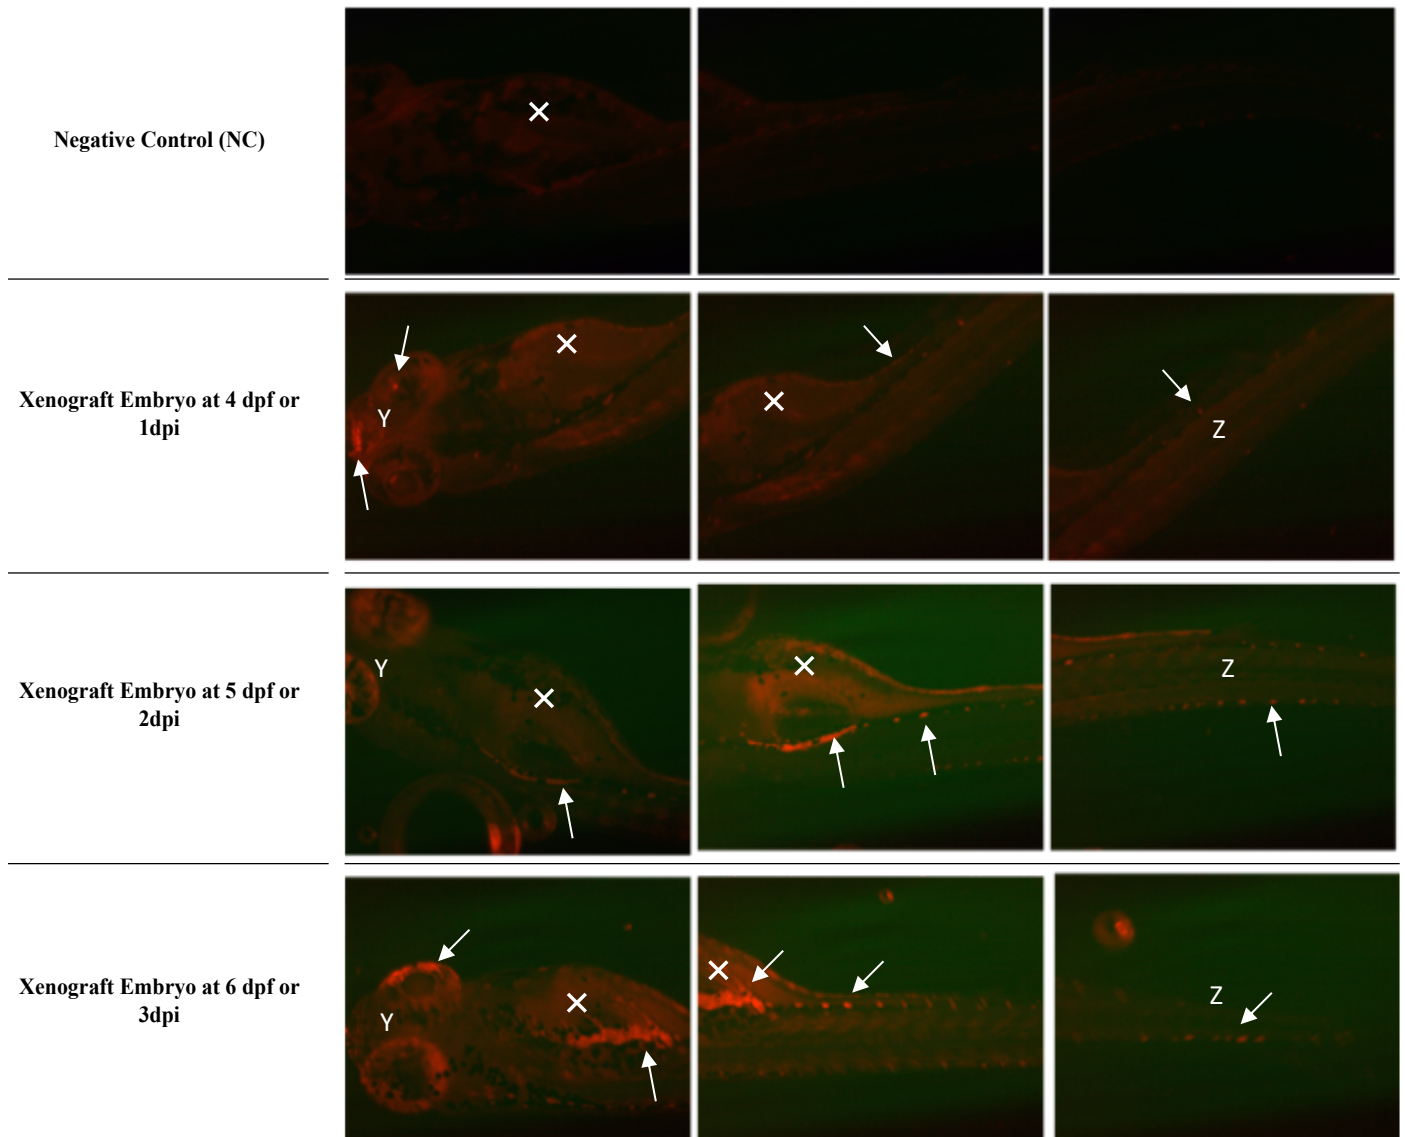 Negative Control (NC)
X
Xenograft Embryo at 4 dpf or
1dpi
Y
X
X
Z
Xenograft Embryo at 5 dpf or
2dpi
Y
X
X
Z
Xenograft Embryo at 6 dpf or
3dpi
Y
X
X
Z